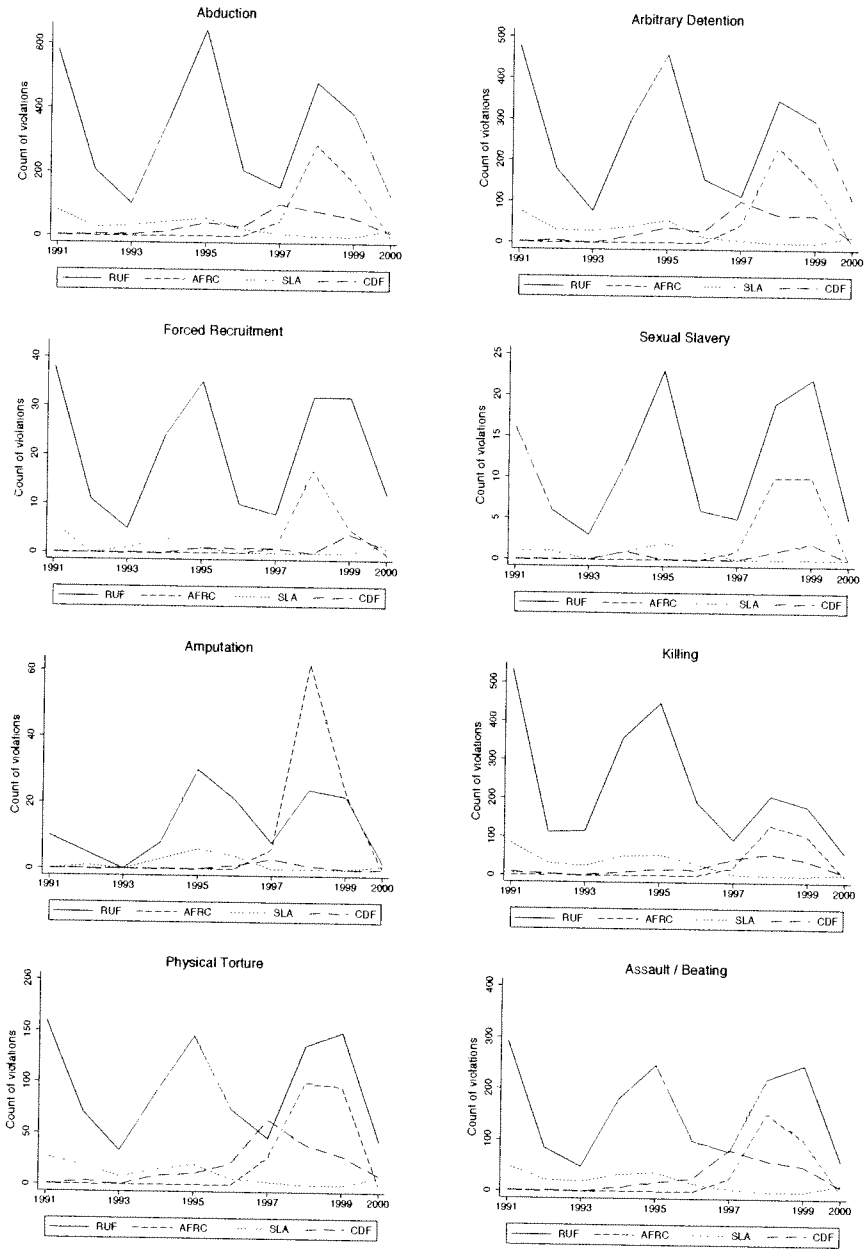 Abduction
Count of violations
0 200 400 600
1991 1993 1995 1997 1999 2000
RUF AFRC SLA CDF
Arbitrary Detention
Count of violations
0 100 200 300 400 500
1991 1993 1995 1997 1999 2000
RUF AFRC SLA CDF
Forced Recruitment
Count of violations
0 10 20 30 40
1991 1993 1995 1997 1999 2000
RUF AFRC SLA CDF
Sexual Slavery
Count of violations
0 5 10 15 20 25
1991 1993 1995 1997 1999 2000
RUF AFRC SLA CDF
Amputation
Count of violations
0 20 40 60
1991 1993 1995 1997 1999 2000
RUF AFRC SLA CDF
Killing
Count of violations
0 100 200 300 400 500
1991 1993 1995 1997 1999 2000
RUF AFRC SLA CDF
Physical Torture
Count of violations
0 50 100 150 200
1991 1993 1995 1997 1999 2000
RUF AFRC SLA CDF
Assault / Beating
Count of violations
0 100 200 300 400
1991 1993 1995 1997 1999 2000
RUF AFRC SLA CDF